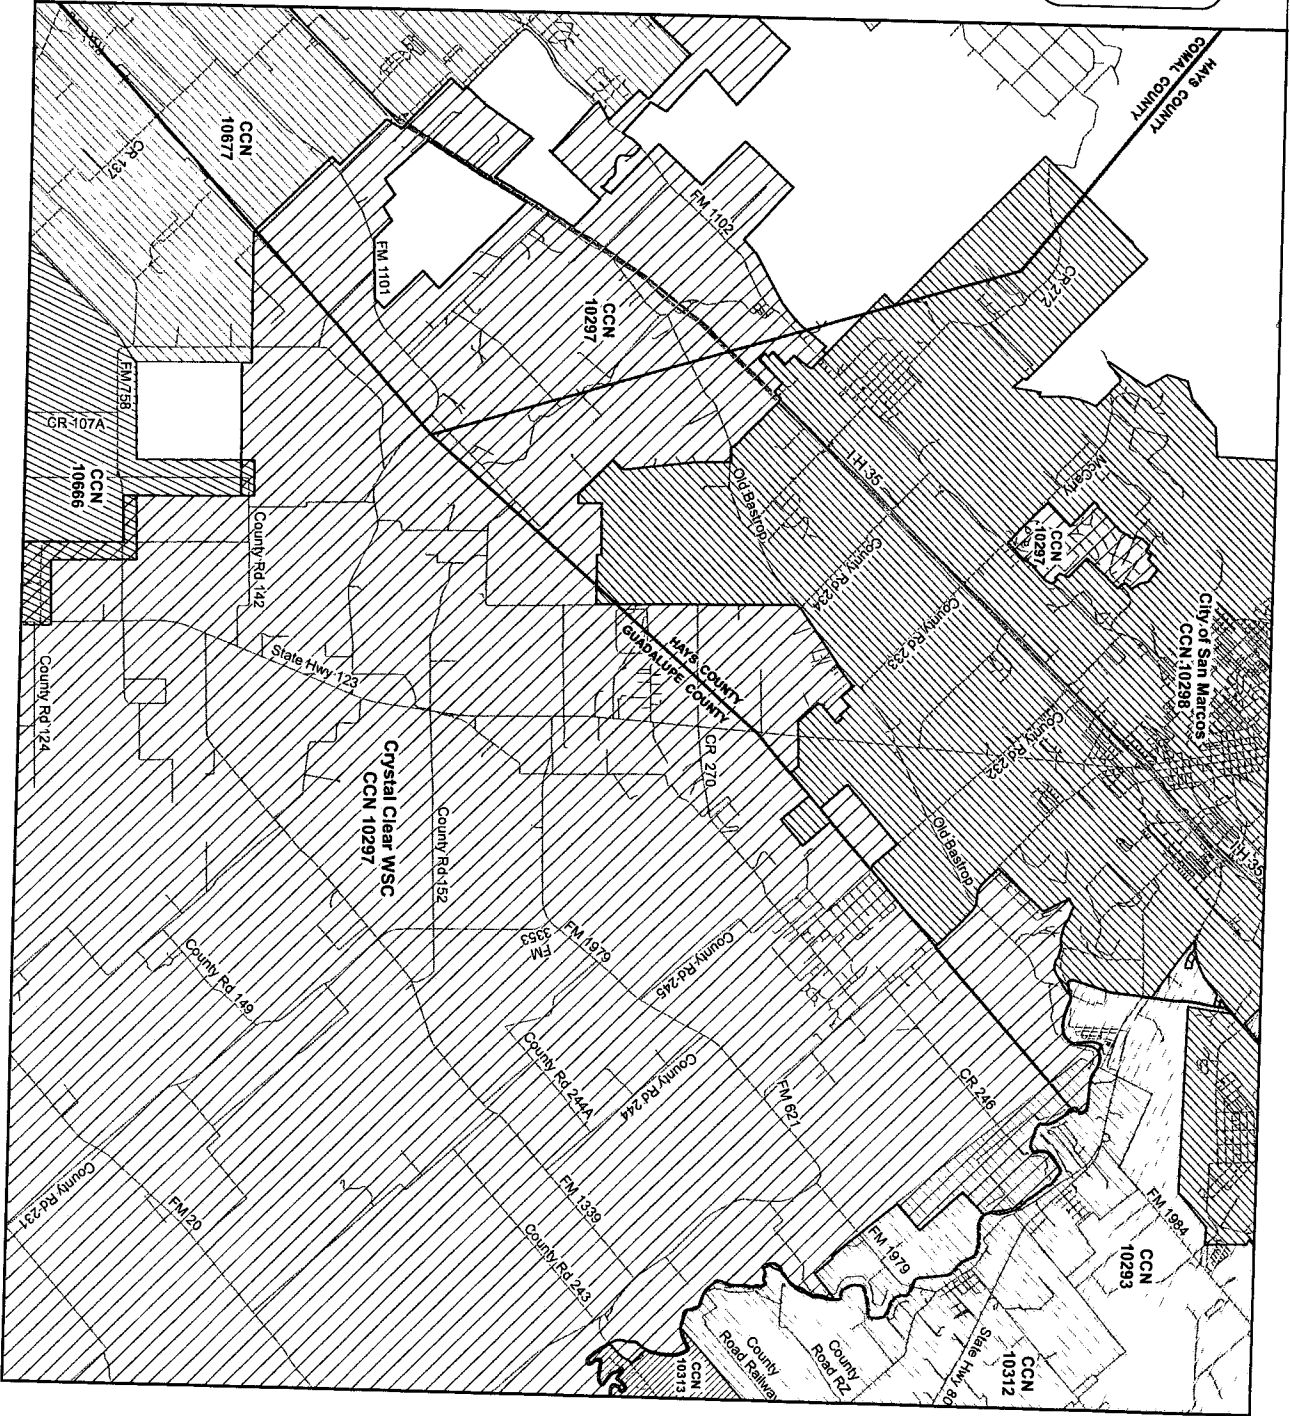 COMAL COUNTY
HAYS COUNTY
CCN
10677
CR 137
FM 1102
FM 1101
CCN
10297
CR 272
FM 758
CR 107A
CCN
10666
Old Bastrop
I H 35
McCarty
CCN
10297
City of San Marcos
CCN 10298
County Rd 234
County Rd 233
County Rd 232
County Rd 142
HAYS COUNTY
GUADALUPE COUNTY
State Hwy 123
County Rd 124
CR 270
Crystal Clear WSC
CCN 10297
County Rd 152
Old Bastrop
I H 35
FM 1979
FM
3353
County Rd 245
County Rd 149
County Rd 244A
County Rd 244
FM 621
CR 246
FM 1339
County Rd 243
County Rd 231
FM 20
FM 1984
CCN
10293
FM 1979
CCN
10312
State Hwy 80
County
Road RZ
County
Road Railway
CCN
10313